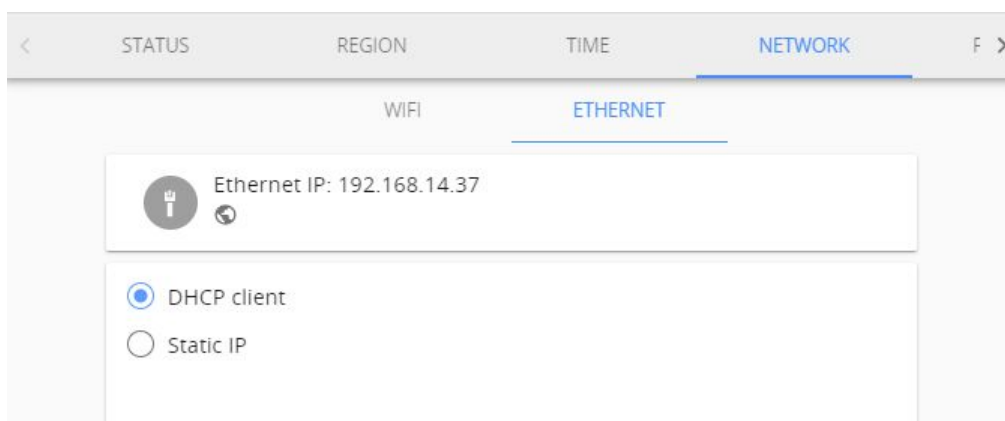 STATUS REGION TIME NETWORK
WIFI ETHERNET
Ethernet IP: 192.168.14.37
DHCP client
Static IP